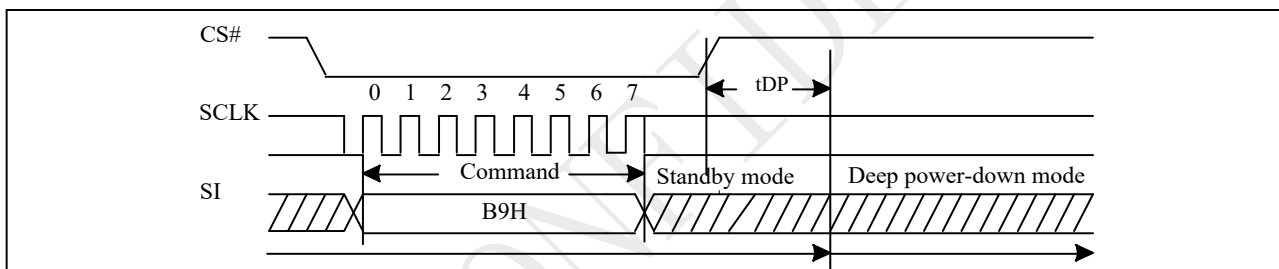 CS#
0 1 2 3 4 5 6 7
tDP
SCLK
Command
Standby mode
Deep power-down mode
SI
B9H